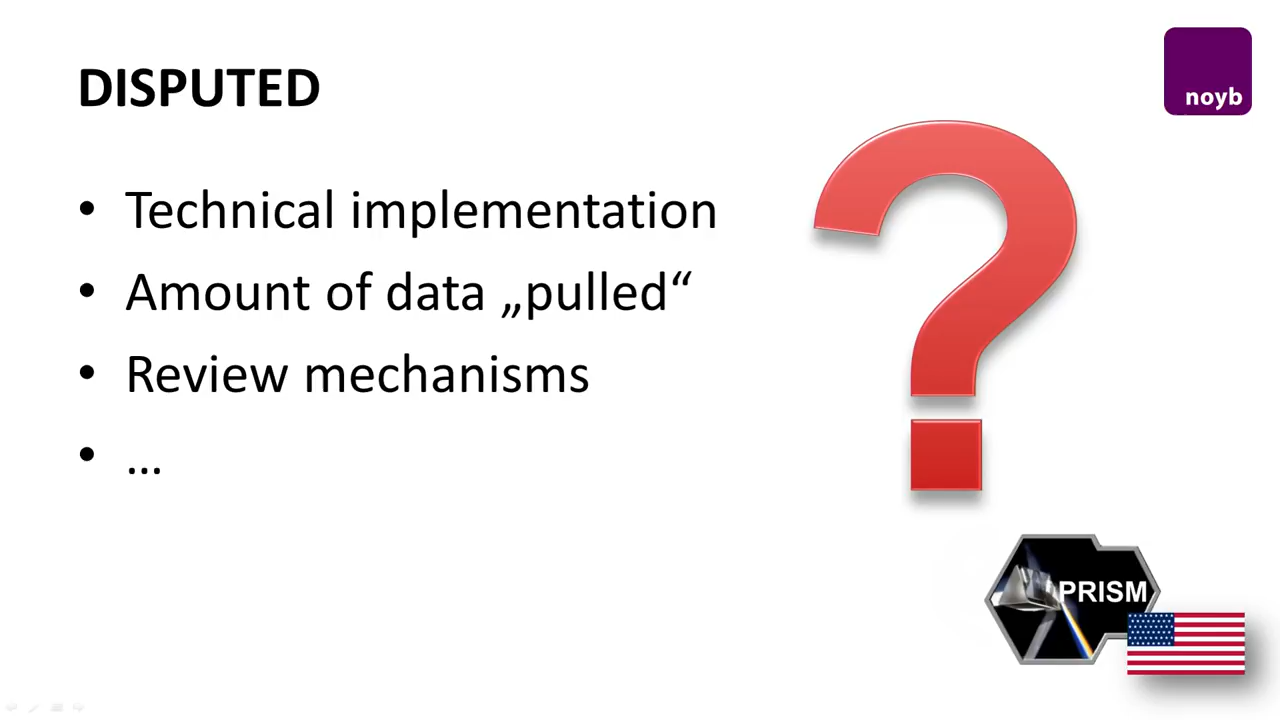 DISPUTED
noyb
• Technical implementation
• Amount of data „pulled“
• Review mechanisms
• ...
?
PRISM